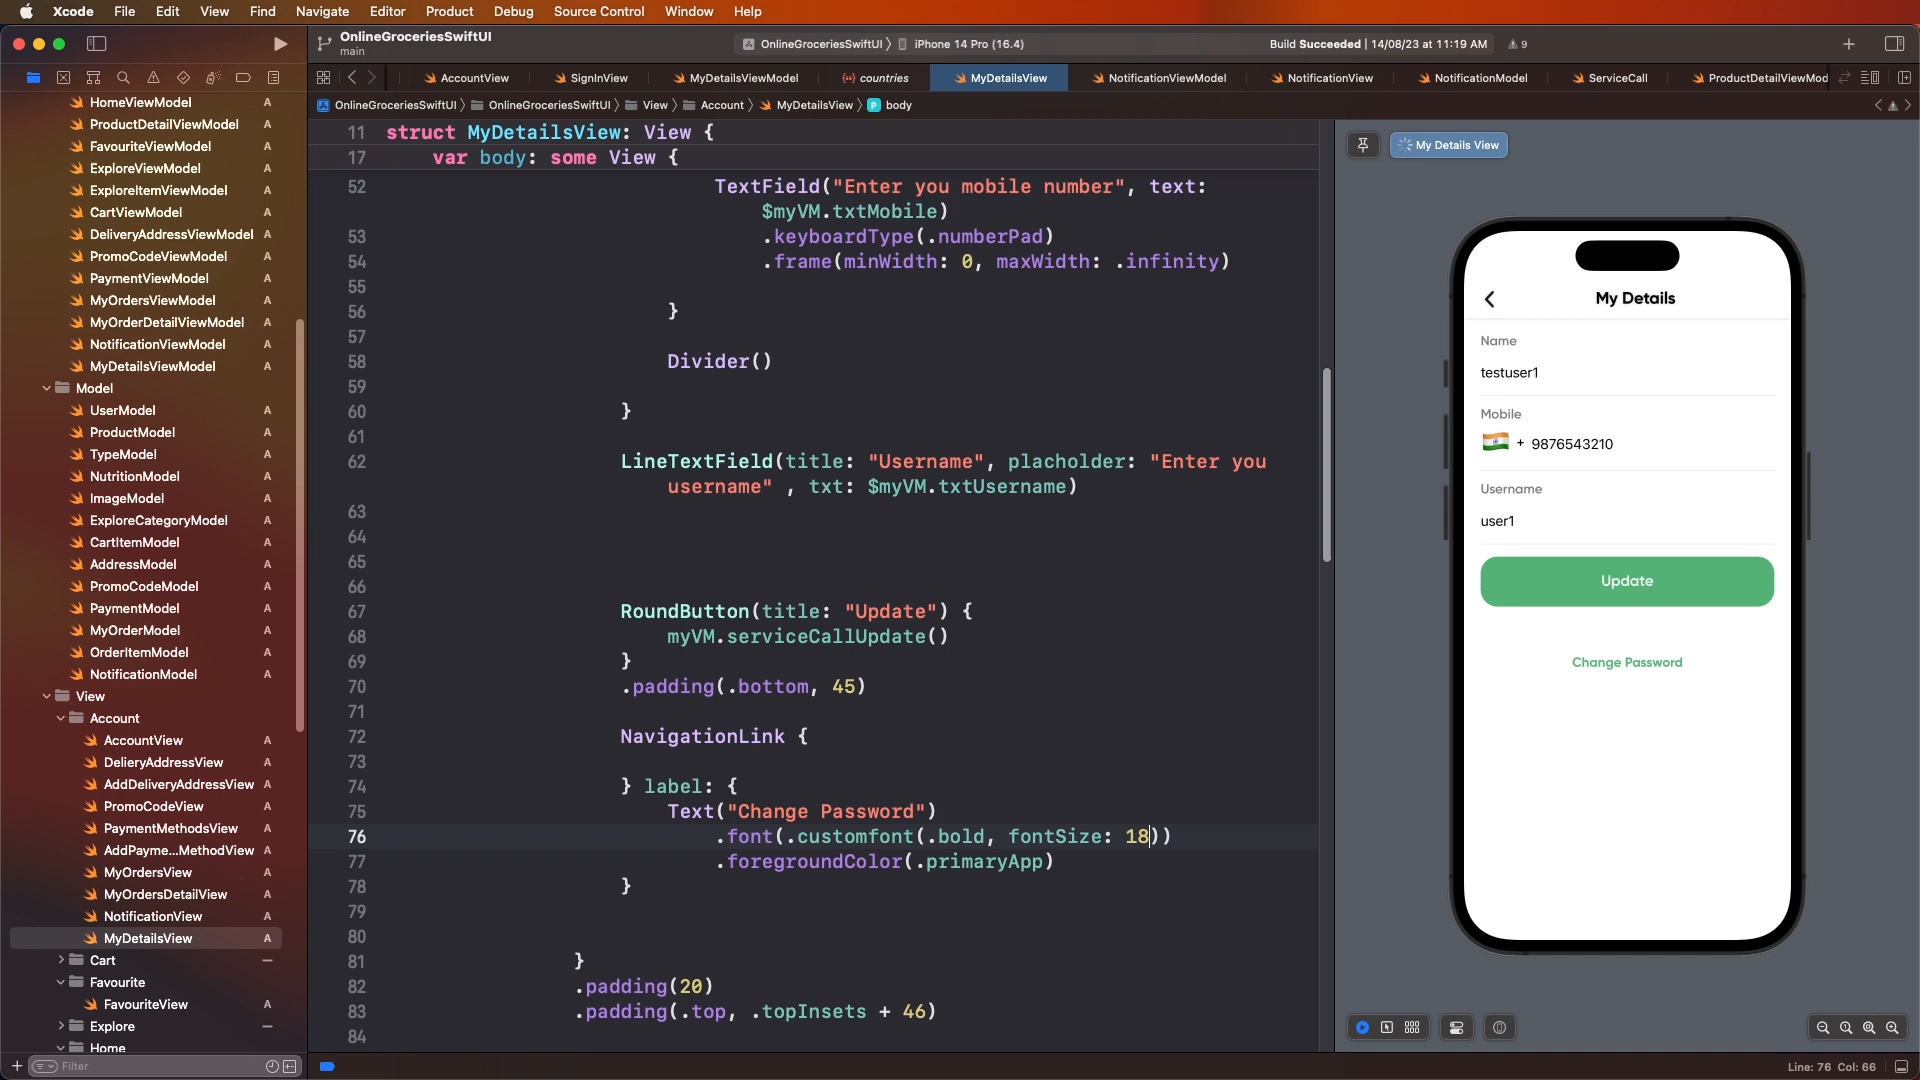 Xcode File Edit View Find Navigate Editor Product Debug Source Control Window Help
OnlineGroceriesSwiftUI
main
OnlineGroceriesSwiftUI iPhone 14 Pro (16.4)
Build Succeeded | 14/08/23 at 11:19 AM 9
AccountView SignInView MyDetailsViewModel countries MyDetailsView NotificationViewModel NotificationView NotificationModel ServiceCall ProductDetailViewMod
OnlineGroceriesSwiftUI OnlineGroceriesSwiftUI View Account MyDetailsView body
HomeViewModel A
ProductDetailViewModel A
FavouriteViewModel A
ExploreViewModel A
ExploreItemViewModel A
CartViewModel A
DeliveryAddressViewModel A
PromoCodeViewModel A
PaymentViewModel A
MyOrdersViewModel A
MyOrderDetailViewModel A
NotificationViewModel A
MyDetailsViewModel A
Model
UserModel A
ProductModel A
TypeModel A
NutritionModel A
ImageModel A
ExploreCategoryModel A
CartItemModel A
AddressModel A
PromoCodeModel A
PaymentModel A
MyOrderModel A
OrderItemModel A
NotificationModel A
View
Account
AccountView A
DelieryAddressView A
AddDeliveryAddressView A
PromoCodeView A
PaymentMethodsView A
AddPayme...MethodView A
MyOrdersView A
MyOrdersDetailView A
NotificationView A
MyDetailsView A
Cart
Favourite
FavouriteView A
Explore
Home
Filter
11 struct MyDetailsView: View {
17 var body: some View {
52 TextField("Enter you mobile number", text:
$myVM.txtMobile)
53 .keyboardType(.numberPad)
54 .frame(minWidth: 0, maxWidth: .infinity)
55
56 }
57
58 Divider()
59
60 }
61
62 LineTextField(title: "Username", placholder: "Enter you
username" , txt: $myVM.txtUsername)
63
64
65
66
67 RoundButton(title: "Update") {
68 myVM.serviceCallUpdate()
69 }
70 .padding(.bottom, 45)
71
72 NavigationLink {
73
74 } label: {
75 Text("Change Password")
76 .font(.customfont(.bold, fontSize: 18))
77 .foregroundColor(.primaryApp)
78 }
79
80
81 }
82 .padding(20)
83 .padding(.top, .topInsets + 46)
84
My Details View
My Details
Name
testuser1
Mobile
+ 9876543210
Username
user1
Update
Change Password
Line: 76 Col: 66